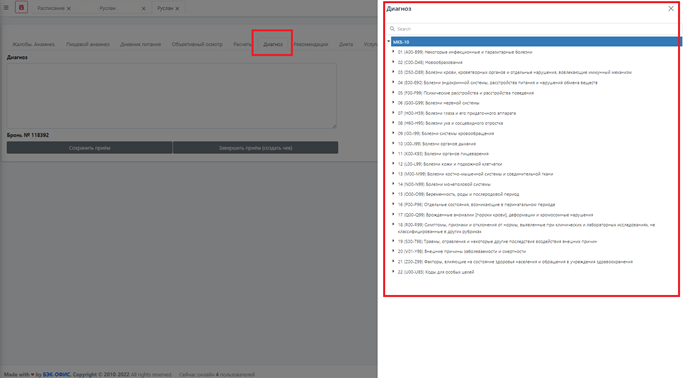 В
Расписание ×
Руслан ×
Руслан ×
Жалобы. Анамнез.
Пищевой анамнез
Дневник питания
Объективный осмотр
Расчеты
Диагноз
Рекомендации
Диета
Услуги
Диагноз
Бронь № 118392
Сохранить приём
Завершить приём (создать чек)
Made with ❤ by БЭК-ОФИС. Copyright © 2010-2022 All rights reserved. Сейчас онлайн 4 пользователей
Диагноз
Search
МКБ-10
01 (A00-B99) Некоторые инфекционные и паразитарные болезни
02 (C00-D48) Новообразования
03 (D50-D89) Болезни крови, кроветворных органов и отдельные нарушения, вовлекающие иммунный механизм
04 (E00-E90) Болезни эндокринной системы, расстройства питания и нарушения обмена веществ
05 (F00-F99) Психические расстройства и расстройства поведения
06 (G00-G99) Болезни нервной системы
07 (H00-H59) Болезни глаза и его придаточного аппарата
08 (H60-H95) Болезни уха и сосцевидного отростка
09 (I00-I99) Болезни системы кровообращения
10 (J00-J99) Болезни органов дыхания
11 (K00-K93) Болезни органов пищеварения
12 (L00-L99) Болезни кожи и подкожной клетчатки
13 (M00-M99) Болезни костно-мышечной системы и соединительной ткани
14 (N00-N99) Болезни мочеполовой системы
15 (O00-O99) Беременность, роды и послеродовой период
16 (P00-P96) Отдельные состояния, возникающие в перинатальном периоде
17 (Q00-Q99) Врожденные аномалии [пороки крови], деформации и хромосомные нарушения
18 (R00-R99) Симптомы, признаки и отклонения от нормы, выявленные при клинических и лабораторных исследованиях, не
классифицированные в других рубриках
19 (S00-T98) Травмы, отравления и некоторые другие последствия воздействия внешних причин
20 (V01-Y98) Внешние причины заболеваемости и смертности
21 (Z00-Z99) Факторы, влияющие на состояние здоровья населения и обращения в учреждения здравоохранения
22 (U00-U85) Коды для особых целей